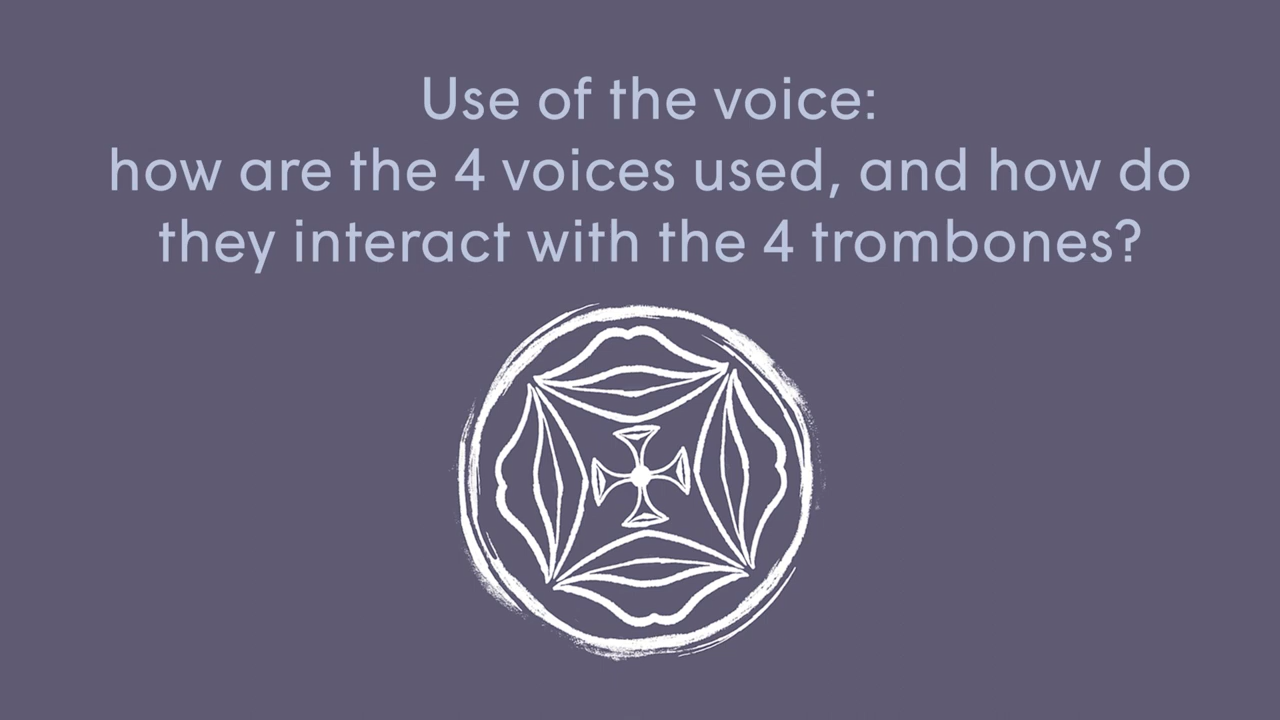 Use of the voice:
how are the 4 voices used, and how do
they interact with the 4 trombones?